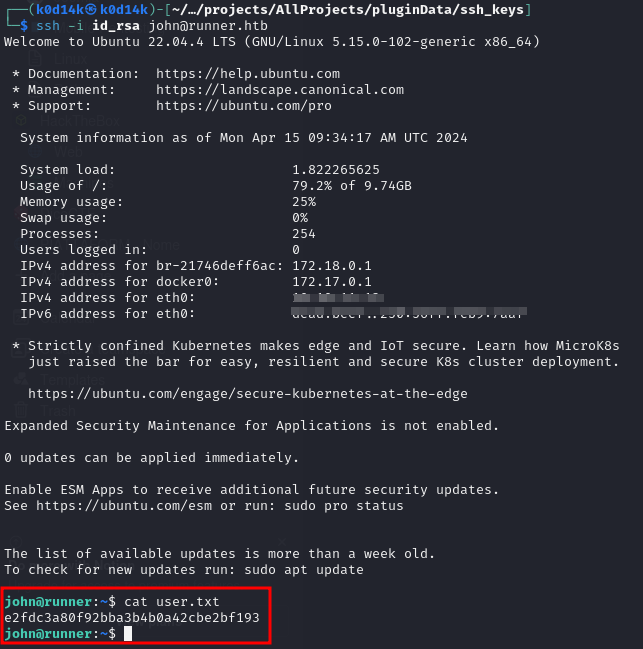 ┌──(k0d14k㉿k0d14k)-[~/…/projects/AllProjects/pluginData/ssh_keys]
└─$ ssh -i id_rsa john@runner.htb
Welcome to Ubuntu 22.04.4 LTS (GNU/Linux 5.15.0-102-generic x86_64)
* Documentation:  https://help.ubuntu.com
* Management:     https://landscape.canonical.com
* Support:        https://ubuntu.com/pro
System information as of Mon Apr 15 09:34:17 AM UTC 2024
System load:                      1.822265625
Usage of /:                       79.2% of 9.74GB
Memory usage:                     25%
Swap usage:                       0%
Processes:                        254
Users logged in:                  0
IPv4 address for br-21746deff6ac: 172.18.0.1
IPv4 address for docker0:         172.17.0.1
IPv4 address for eth0:
IPv6 address for eth0:
* Strictly confined Kubernetes makes edge and IoT secure. Learn how MicroK8s
just raised the bar for easy, resilient and secure K8s cluster deployment.
https://ubuntu.com/engage/secure-kubernetes-at-the-edge
Expanded Security Maintenance for Applications is not enabled.
0 updates can be applied immediately.
Enable ESM Apps to receive additional future security updates.
See https://ubuntu.com/esm or run: sudo pro status
The list of available updates is more than a week old.
To check for new updates run: sudo apt update
john@runner:~$ cat user.txt
e2fdc3a80f92bba3b4b0a42cbe2bf193
john@runner:~$